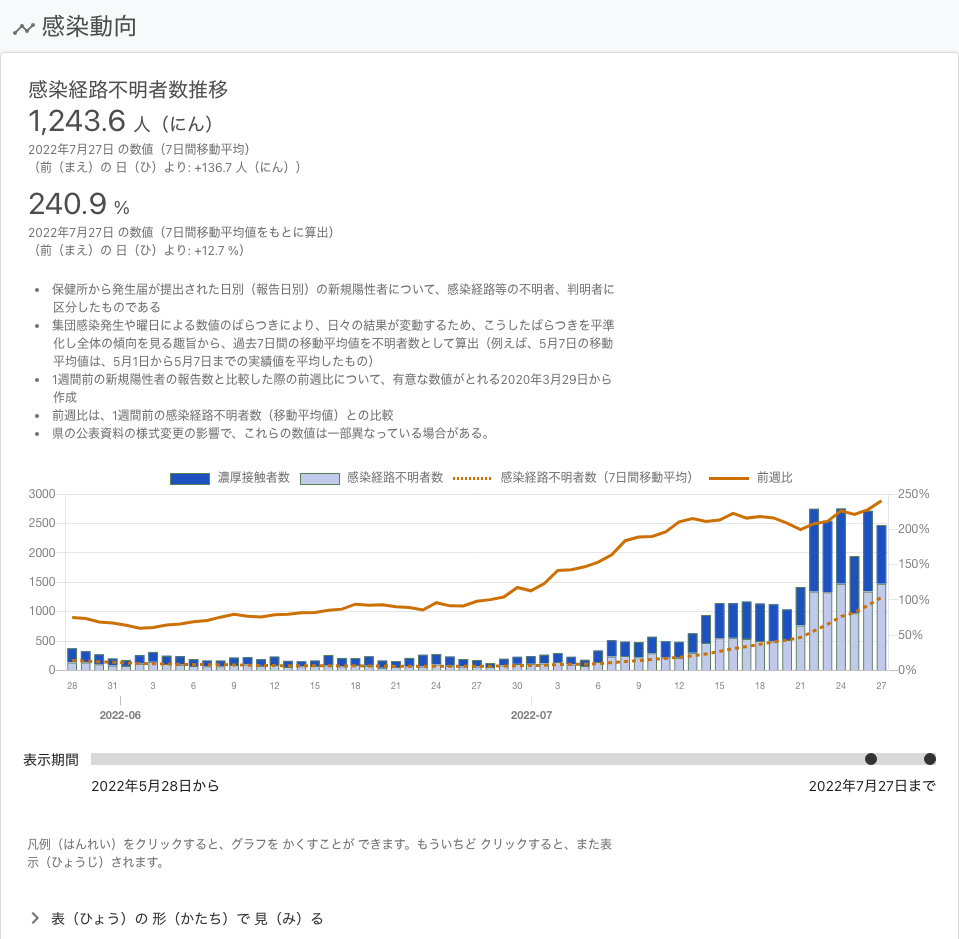 感染動向
感染経路不明者数推移
1,243.6 人（にん）
2022年7月27日 の数値（7日間移動平均）
（前（まえ）の 日（ひ）より: +136.7 人（にん））
240.9 %
2022年7月27日 の数値（7日間移動平均値をもとに算出）
（前（まえ）の 日（ひ）より: +12.7 %）
• 保健所から発生届が提出された日別（報告日別）の新規陽性者について、感染経路等の不明者、判明者に
区分したものである
• 集団感染発生や曜日による数値のばらつきにより、日々の結果が変動するため、こうしたばらつきを平準
化し全体の傾向を見る趣旨から、過去7日間の移動平均値を不明者数として算出（例えば、5月7日の移動
平均値は、5月1日から5月7日までの実績値を平均したもの）
• 1週間前の新規陽性者の報告数と比較した際の前週比について、有意な数値がとれる2020年3月29日から
作成
• 前週比は、1週間前の感染経路不明者数（移動平均値）との比較
• 県の公表資料の様式変更の影響で、これらの数値は一部異なっている場合がある。
濃厚接触者数 感染経路不明者数 感染経路不明者数（7日間移動平均） 前週比
3000 250%
2500 200%
2000 150%
1500 100%
1000 50%
500 0%
0
28 31 3 6 9 12 15 18 21 24 27 30 3 6 9 12 15 18 21 24 27
2022-06 2022-07
表示期間
2022年5月28日から 2022年7月27日まで
凡例（はんれい）をクリックすると、グラフを かくすことが できます。もういちど クリックすると、また表
示（ひょうじ）されます。
表（ひょう）の 形（かたち）で 見（み）る